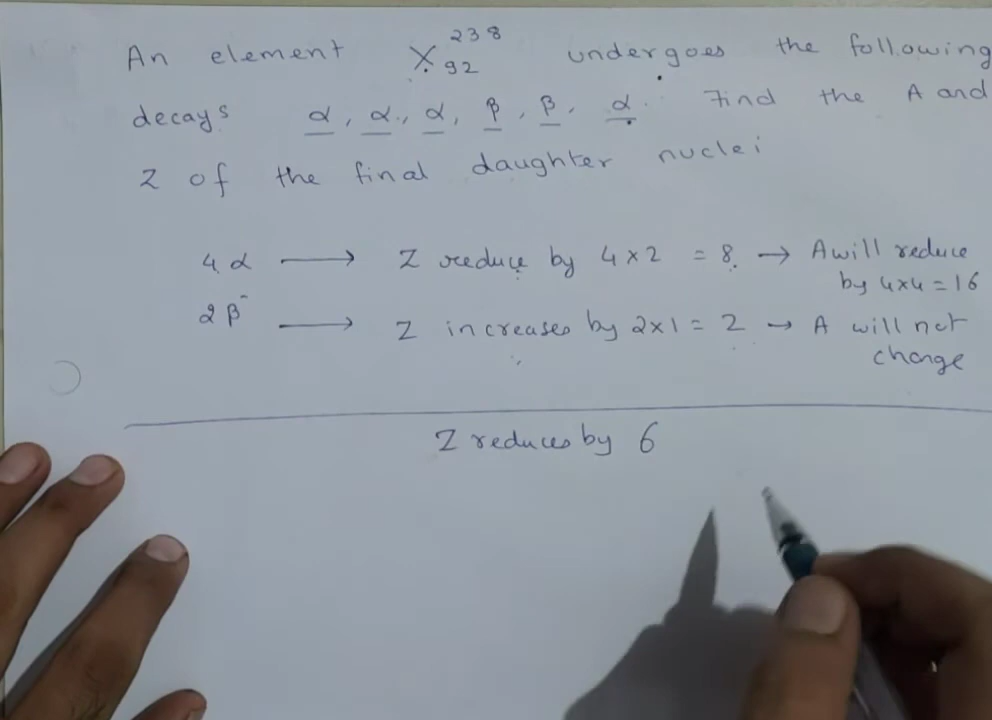 An element X 238 92 undergoes the following
decays α, α, α, β, β, α. Find the A and
Z of the final daughter nuclei
4 α → Z reduce by 4×2 = 8 → A will reduce
by 4×4 = 16
2 β⁻ → Z increases by 2×1 = 2 → A will not
change
Z reduces by 6